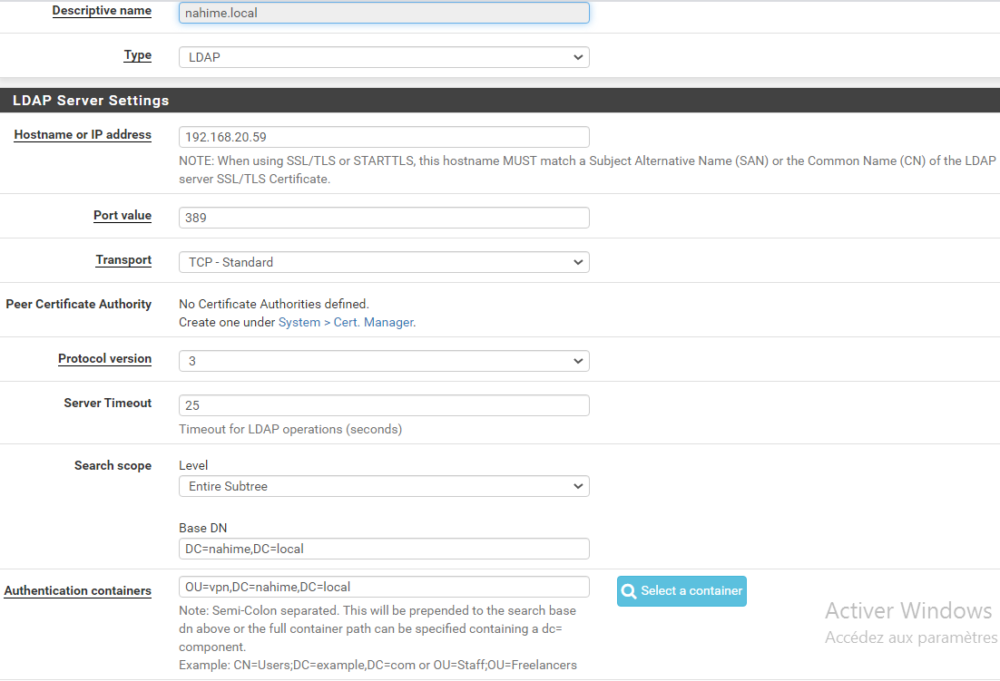 Descriptive name
nahime.local
Type
LDAP
LDAP Server Settings
Hostname or IP address
192.168.20.59
NOTE: When using SSL/TLS or STARTTLS, this hostname MUST match a Subject Alternative Name (SAN) or the Common Name (CN) of the LDAP
server SSL/TLS Certificate.
Port value
389
Transport
TCP - Standard
Peer Certificate Authority
No Certificate Authorities defined.
Create one under System > Cert. Manager.
Protocol version
3
Server Timeout
25
Timeout for LDAP operations (seconds)
Search scope
Level
Entire Subtree
Base DN
DC=nahime,DC=local
Authentication containers
OU=vpn,DC=nahime,DC=local
Select a container
Note: Semi-Colon separated. This will be prepended to the search base
dn above or the full container path can be specified containing a dc=
component.
Example: CN=Users;DC=example,DC=com or OU=Staff;OU=Freelancers
Activer Windows
Accédez aux paramètres